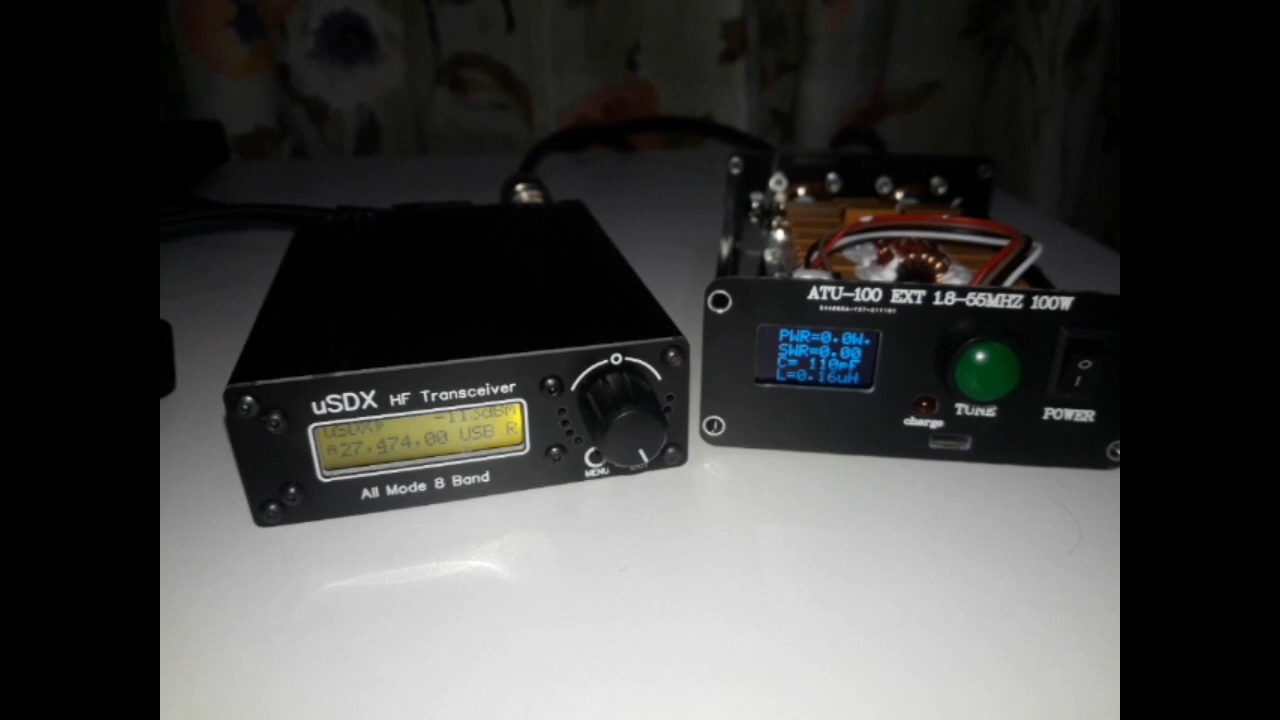 uSDX HF Transceiver
uSDX -113dBM
27,474,00 USB R
All Mode 8 Band
MENU
ATU-100 EXT 1.8-55MHZ 100W
PWR=0.0W.
SWR=0.00
C= 110pF
L=0.16uH
charge
TUNE
POWER